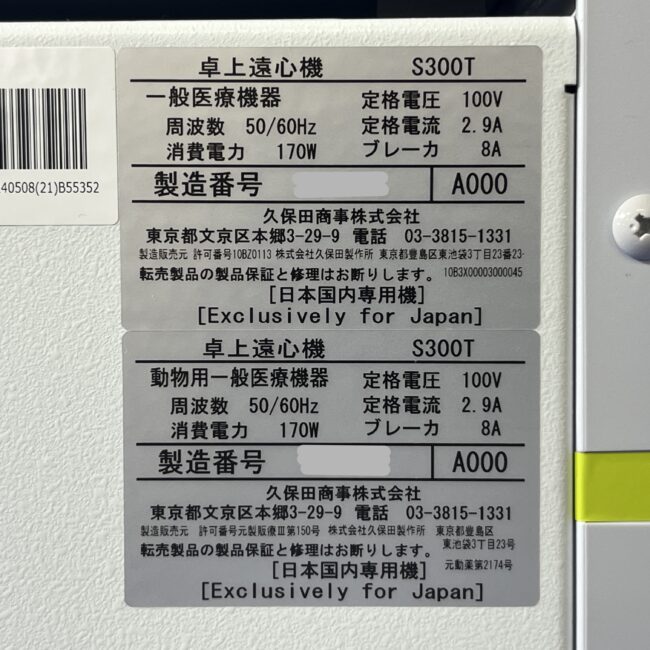 40508(21)B55352
卓上遠心機 S300T
一般医療機器 定格電圧 100V
周波数 50/60Hz 定格電流 2.9A
消費電力 170W ブレーカ 8A
製造番号 A000
久保田商事株式会社
東京都文京区本郷3-29-9 電話 03-3815-1331
製造販売元 許可番号10BZ0113 株式会社久保田製作所 東京都豊島区東池袋3丁目23番23-
転売製品の製品保証と修理はお断りします。 10B3X00003000045
[日本国内専用機]
[Exclusively for Japan]
卓上遠心機 S300T
動物用一般医療機器 定格電圧 100V
周波数 50/60Hz 定格電流 2.9A
消費電力 170W ブレーカ 8A
製造番号 A000
久保田商事株式会社
東京都文京区本郷3-29-9 電話 03-3815-1331
製造販売元 許可番号元製販療Ⅲ第150号 株式会社久保田製作所 東京都豊島区
東池袋3丁目23号
転売製品の製品保証と修理はお断りします。
[日本国内専用機] 元動薬第2174号
[Exclusively for Japan]